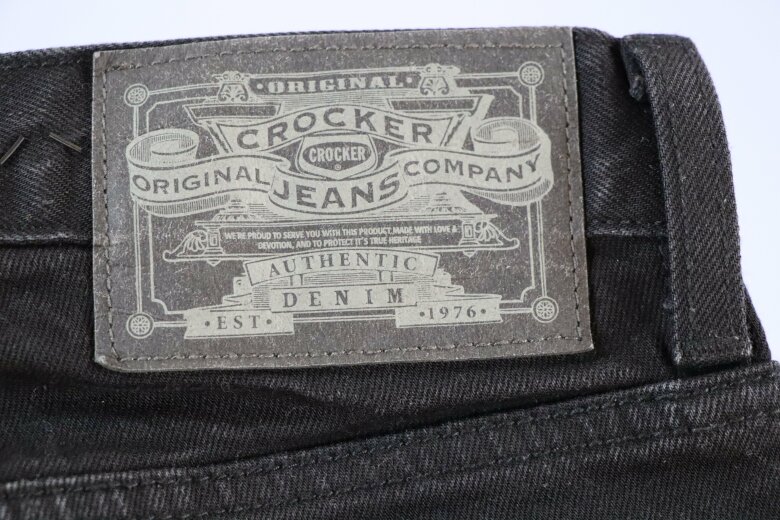 ·ORIGINAL·
CROCKER
CROCKER
®
ORIGINAL JEANS COMPANY
WE'RE PROUD TO SERVE YOU WITH THIS PRODUCT, MADE WITH LOVE &
DEVOTION, AND TO PROTECT IT'S TRUE HERITAGE
AUTHENTIC
DENIM
·EST· ·1976·